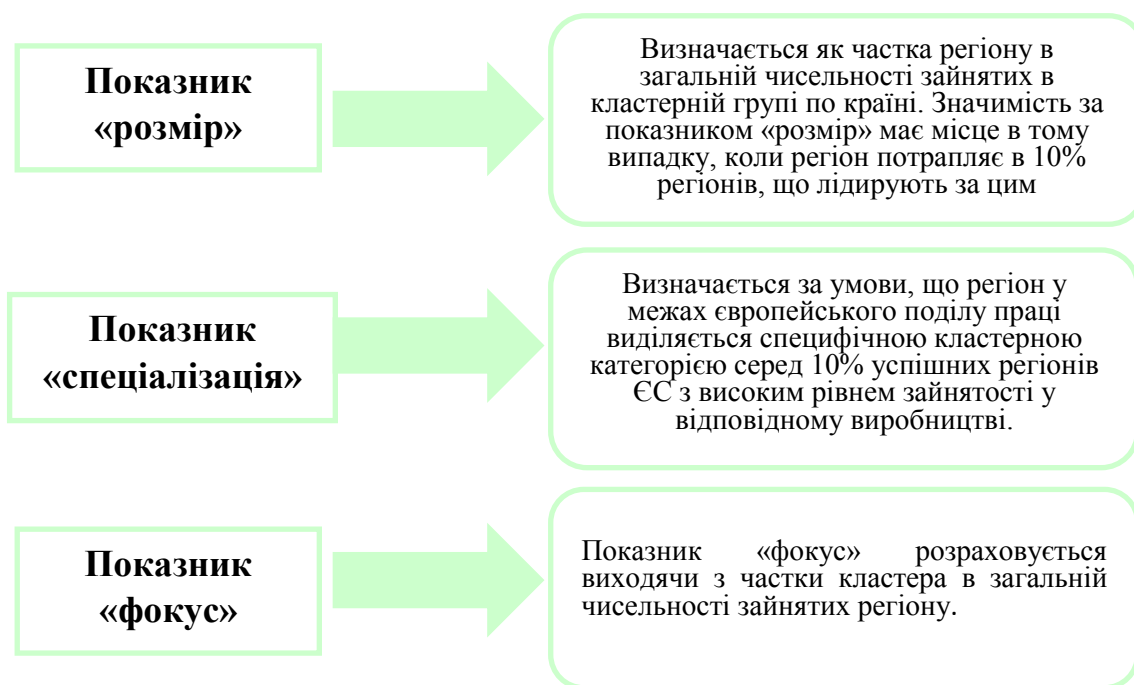 Показник
«розмір»
Визначається як частка регіону в
загальній чисельності зайнятих в
кластерній групі по країні. Значимість за
показником «розмір» має місце в тому
випадку, коли регіон потрапляє в 10%
регіонів, що лідирують за цим
Показник
«спеціалізація»
Визначається за умови, що регіон у
межах європейського поділу праці
виділяється специфічною кластерною
категорією серед 10% успішних регіонів
ЄС з високим рівнем зайнятості у
відповідному виробництві.
Показник
«фокус»
Показник «фокус» розраховується
виходячи з частки кластера в загальній
чисельності зайнятих регіону.